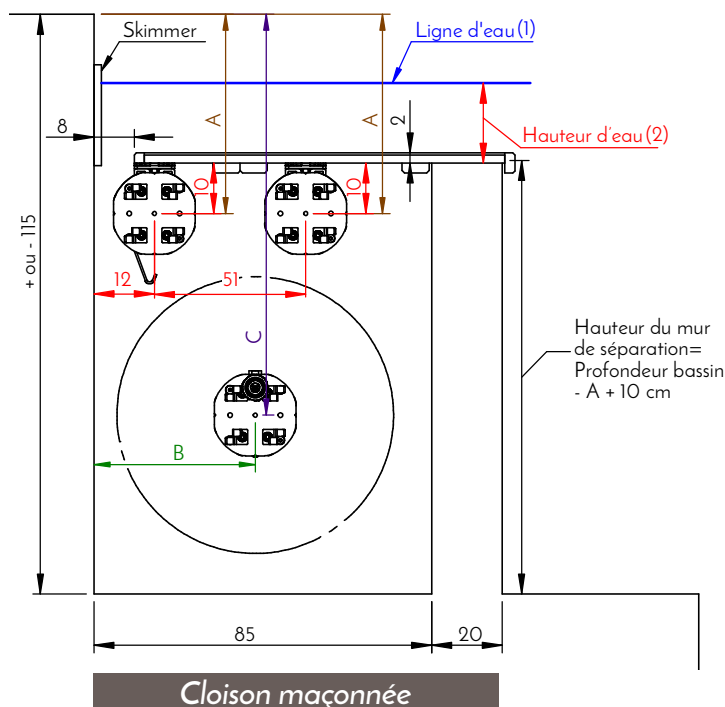 Skimmer
Ligne d'eau (1)
8
A
A
2
Hauteur d'eau (2)
10
10
+ ou - 115
12
51
C
Hauteur du mur
de séparation=
Profondeur bassin
- A + 10 cm
B
85
20
Cloison maçonnée